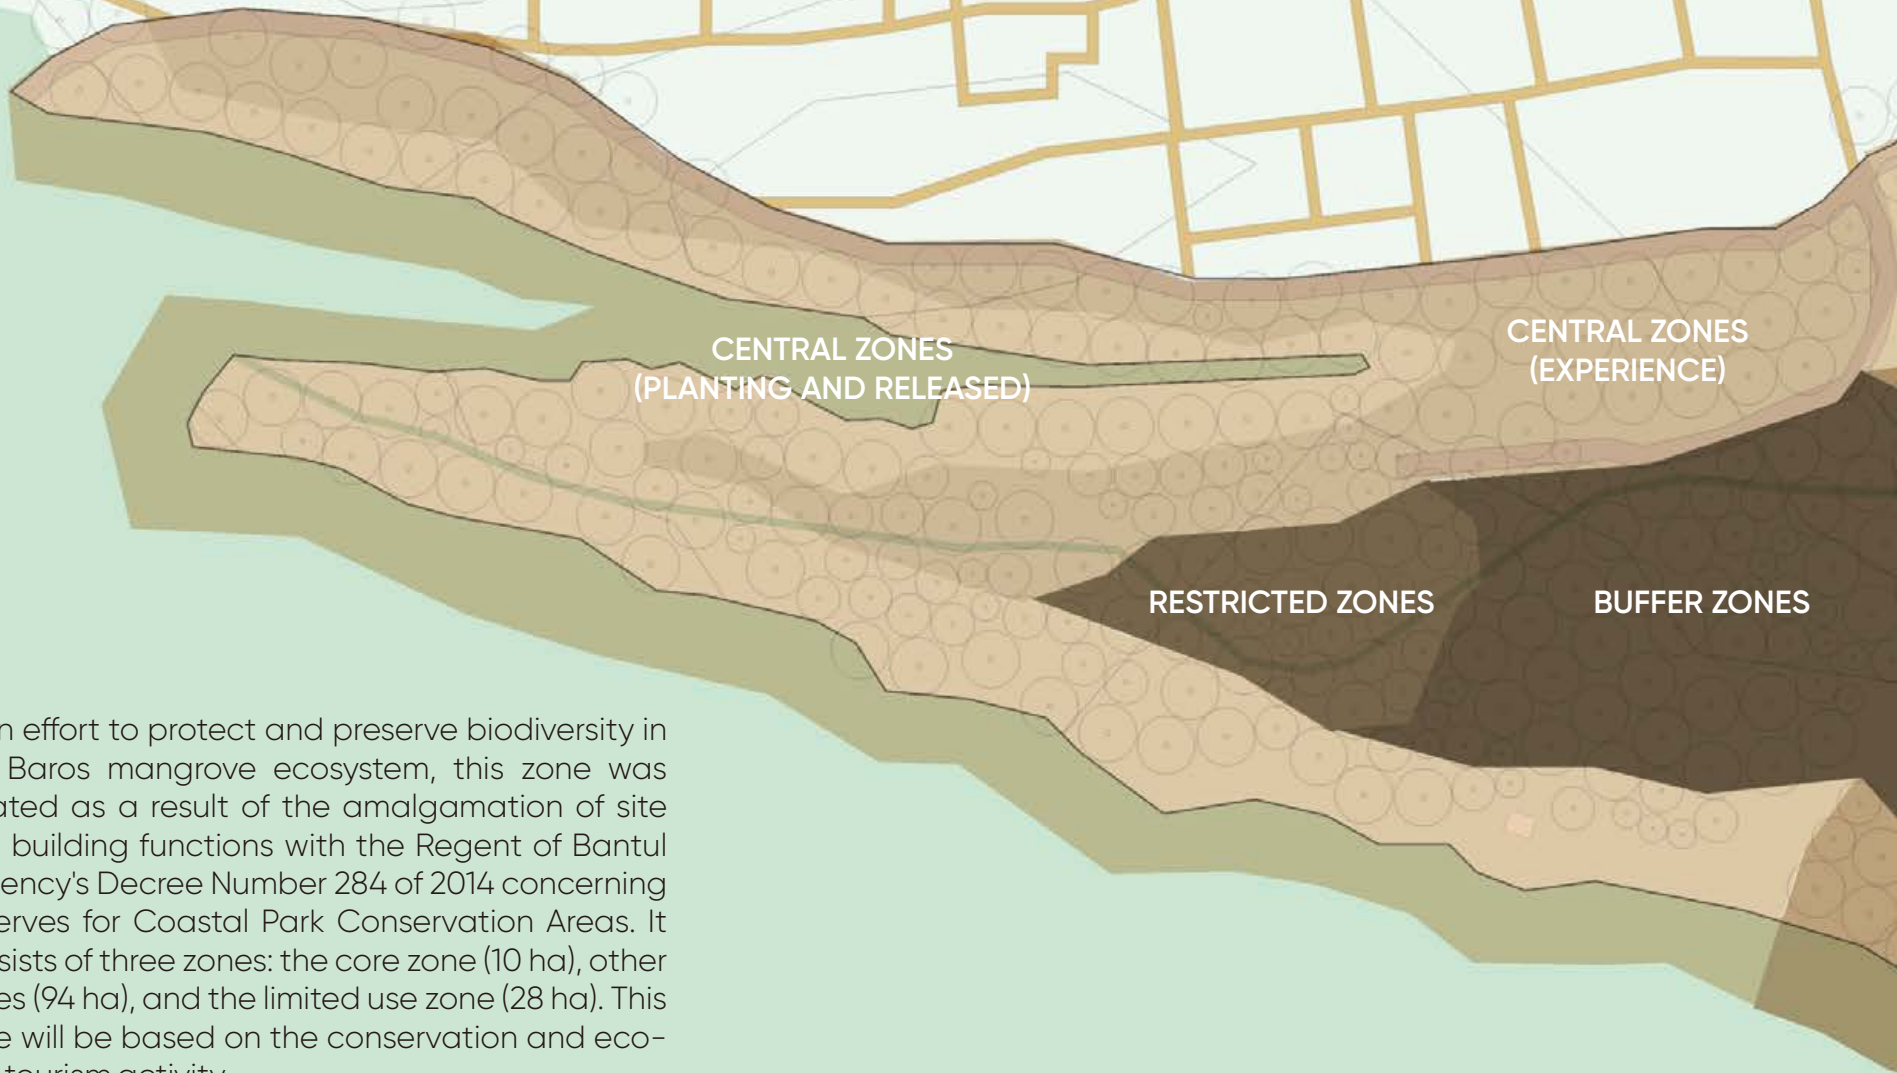 CENTRAL ZONES
(EXPERIENCE)
CENTRAL ZONES
(PLANTING AND RELEASED)
RESTRICTED ZONES
BUFFER ZONES
n effort to protect and preserve biodiversity in
Baros mangrove ecosystem, this zone was
ated as a result of the amalgamation of site
building functions with the Regent of Bantul
ency's Decree Number 284 of 2014 concerning
erves for Coastal Park Conservation Areas. It
sists of three zones: the core zone (10 ha), other
es (94 ha), and the limited use zone (28 ha). This
e will be based on the conservation and eco-
tourism activity.